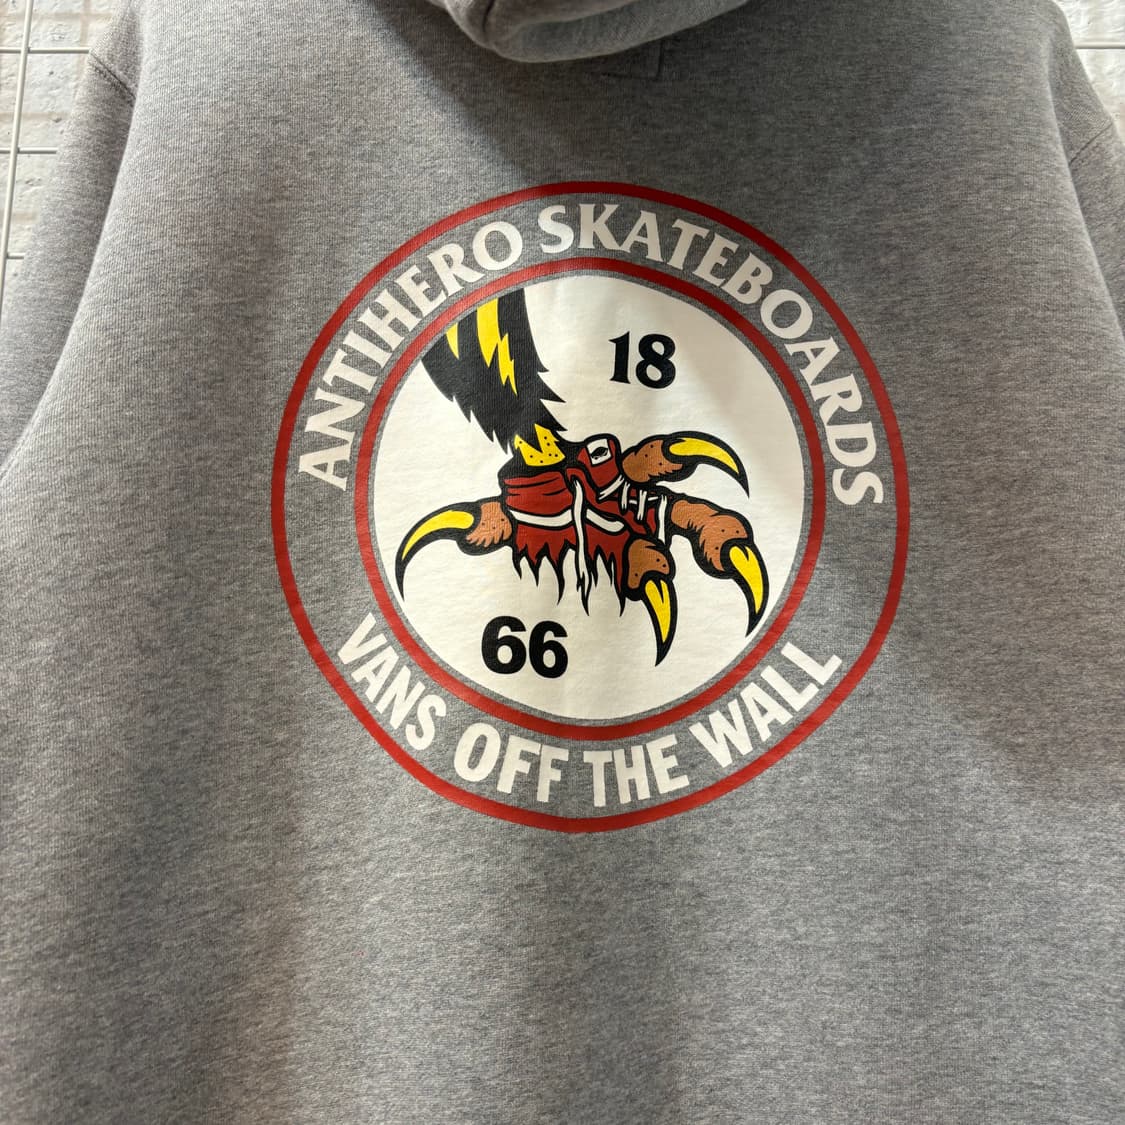 ANTIHERO SKATEBOARDS
18
66
VANS OFF THE WALL